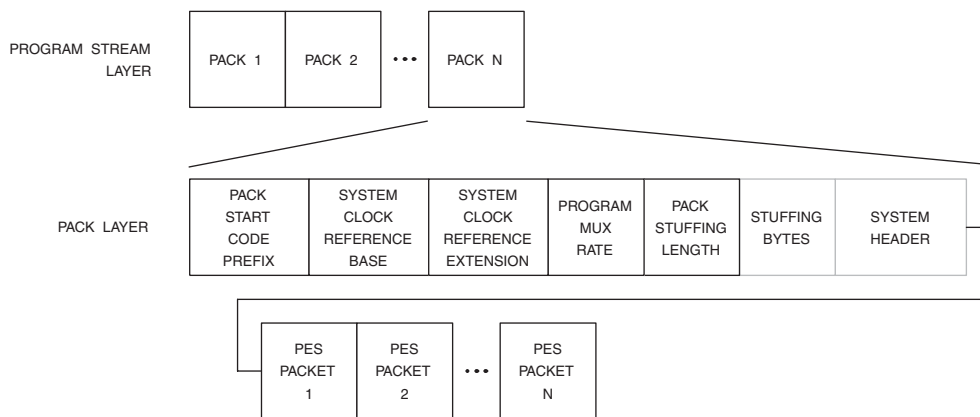 PROGRAM STREAM
LAYER
PACK 1
PACK 2
•••
PACK N
PACK LAYER
PACK
START
CODE
PREFIX
SYSTEM
CLOCK
REFERENCE
BASE
SYSTEM
CLOCK
REFERENCE
EXTENSION
PROGRAM
MUX
RATE
PACK
STUFFING
LENGTH
STUFFING
BYTES
SYSTEM
HEADER
PES
PACKET
1
PES
PACKET
2
•••
PES
PACKET
N